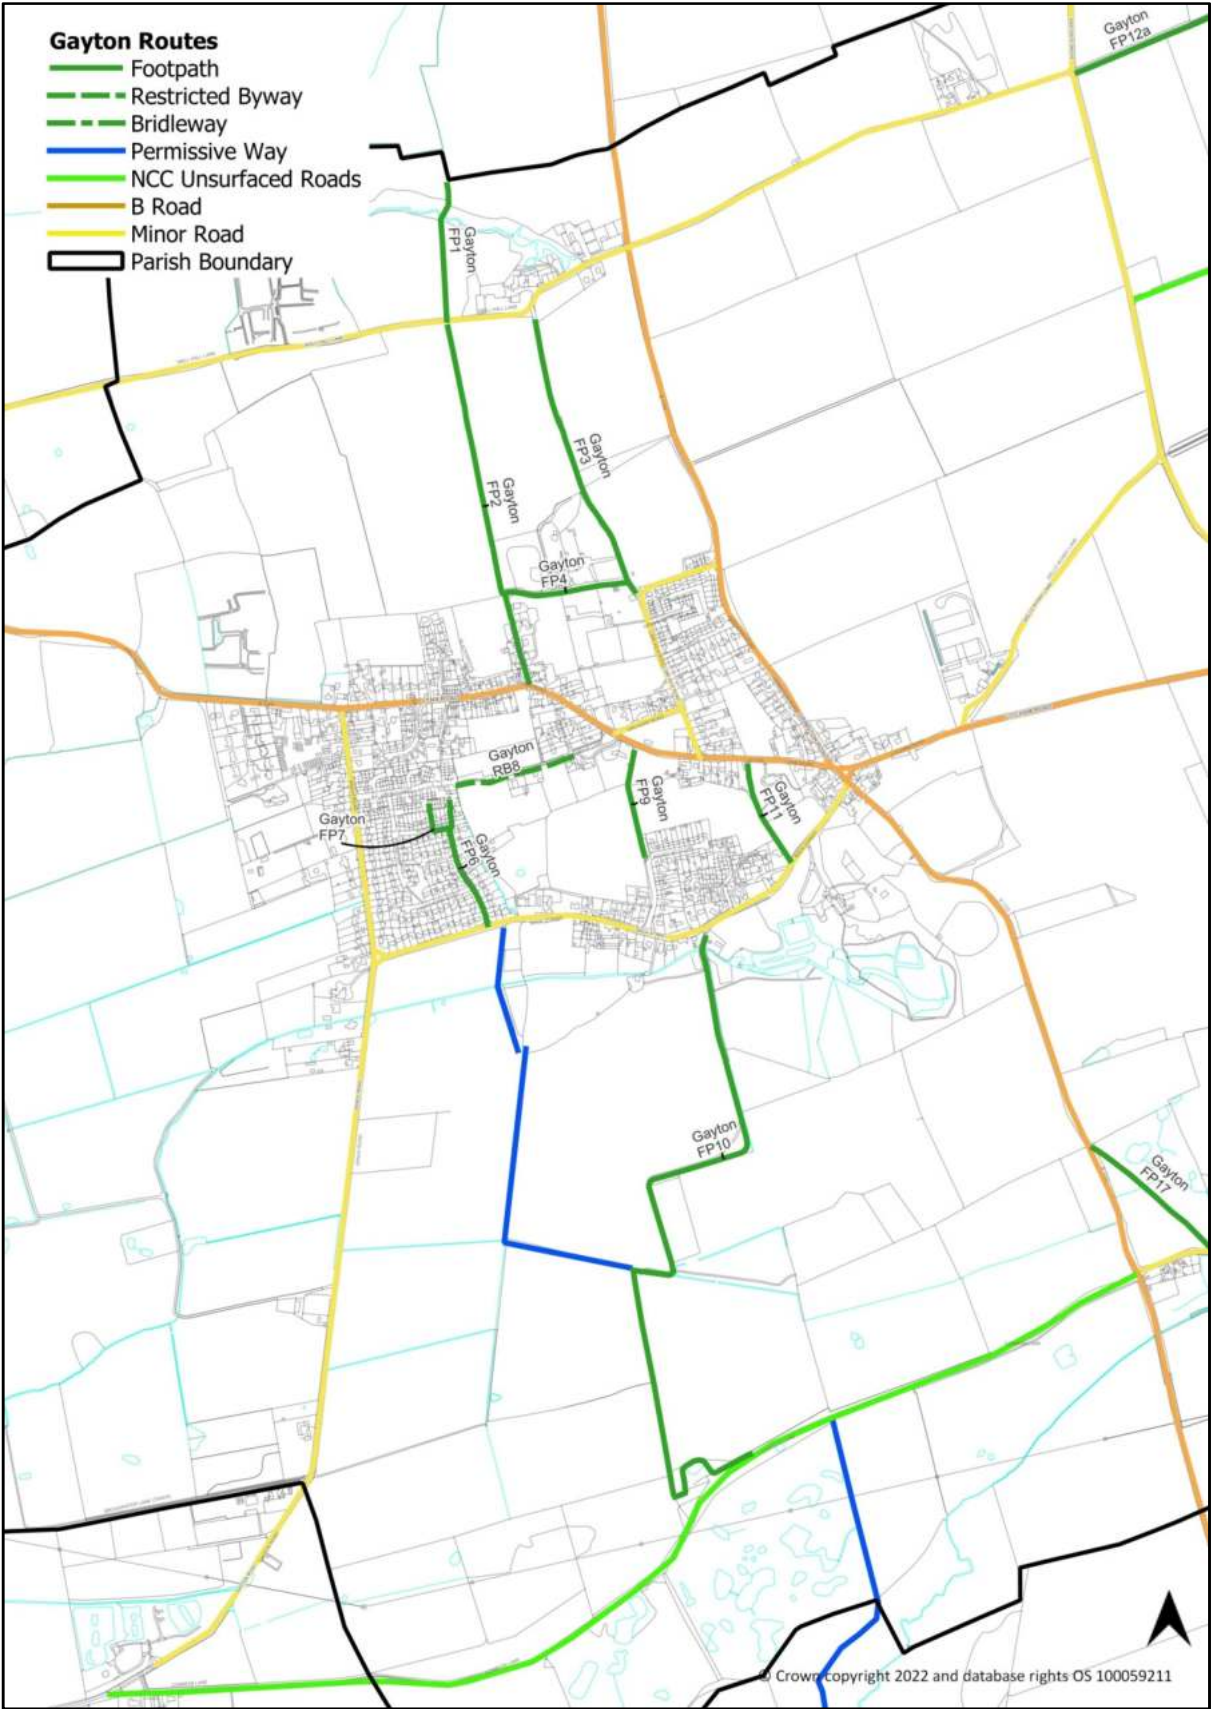 Gayton Routes
Footpath
Restricted Byway
Bridleway
Permissive Way
NCC Unsurfaced Roads
B Road
Minor Road
Parish Boundary
Gayton
FP12a
Gayton
FP1
Gayton
FP3
Gayton
FP2
Gayton
FP4
Gayton
RB8
Gayton
FP9
Gayton
FP11
Gayton
FP7
Gayton
FP6
Gayton
FP10
Gayton
FP17
© Crown copyright 2022 and database rights OS 100059211